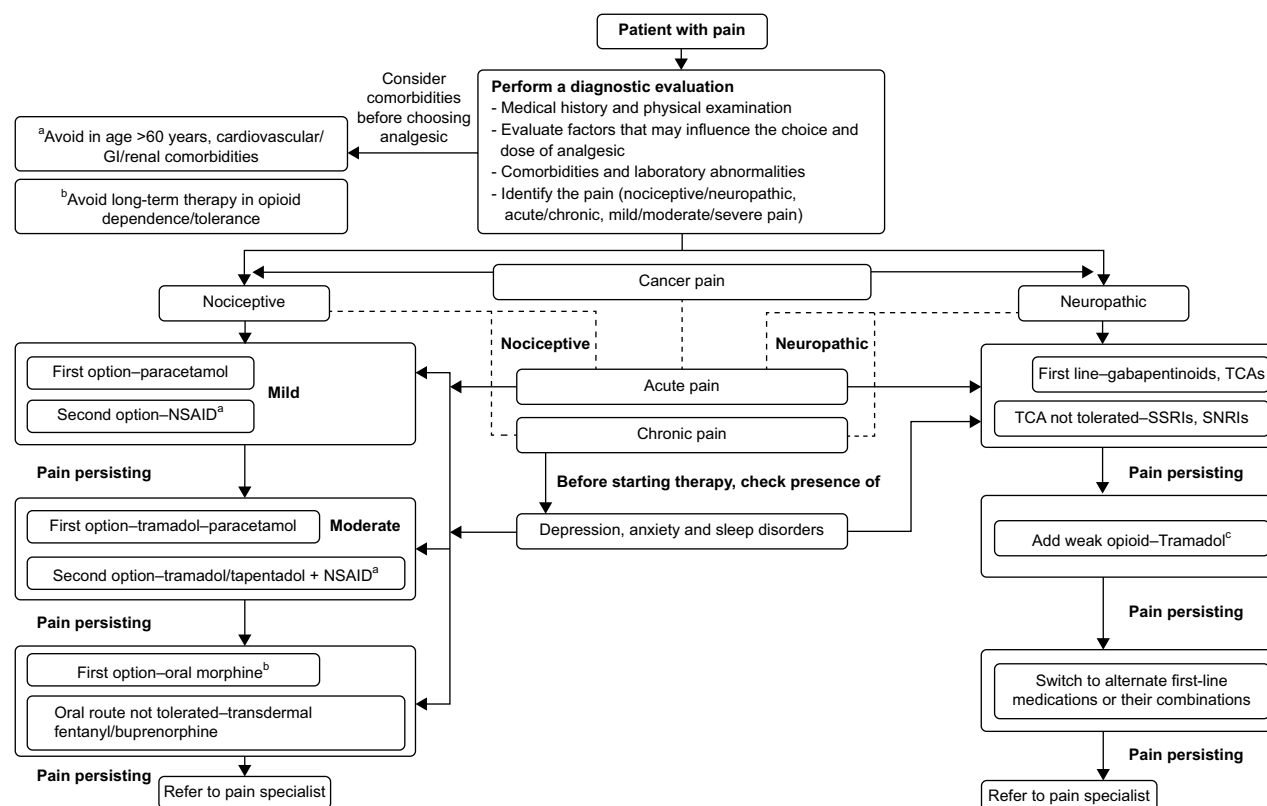 Patient with pain
Consider
comorbidities
before choosing
analgesic
Perform a diagnostic evaluation
- Medical history and physical examination
- Evaluate factors that may influence the choice and
dose of analgesic
- Comorbidities and laboratory abnormalities
- Identify the pain (nociceptive/neuropathic,
acute/chronic, mild/moderate/severe pain)
aAvoid in age >60 years, cardiovascular/
GI/renal comorbidities
bAvoid long-term therapy in opioid
dependence/tolerance
Cancer pain
Nociceptive
Neuropathic
Nociceptive
Neuropathic
First option–paracetamol
Mild
Second option–NSAIDa
Acute pain
Chronic pain
First line–gabapentinoids, TCAs
TCA not tolerated–SSRIs, SNRIs
Pain persisting
Before starting therapy, check presence of
Pain persisting
First option–tramadol–paracetamol
Moderate
Second option–tramadol/tapentadol + NSAIDa
Depression, anxiety and sleep disorders
Add weak opioid–Tramadolc
Pain persisting
Pain persisting
First option–oral morphineb
Oral route not tolerated–transdermal
fentanyl/buprenorphine
Switch to alternate first-line
medications or their combinations
Pain persisting
Pain persisting
Refer to pain specialist
Refer to pain specialist